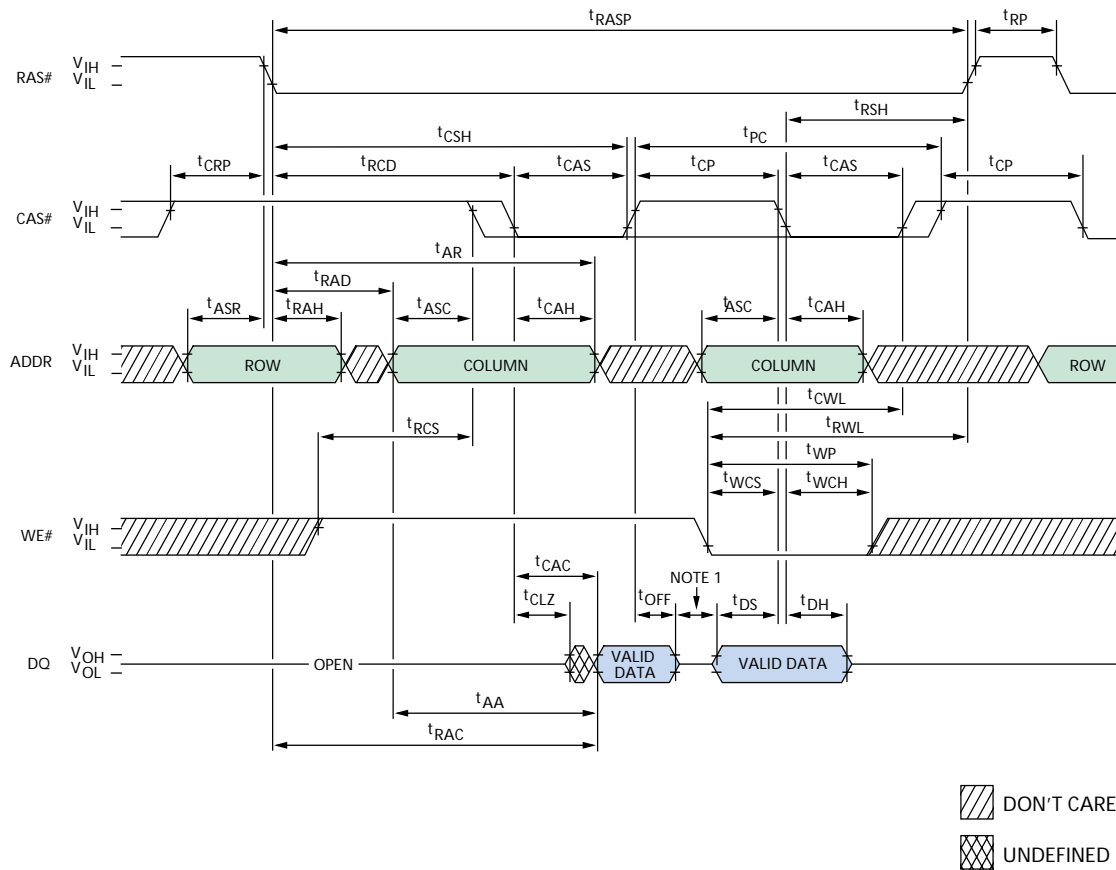 tRASP
tRP
RAS#
VIH
VIL
tRSH
tCSH
tPC
tCRP
tRCD
tCAS
tCP
tCAS
tCP
CAS#
VIH
VIL
tAR
tRAD
tASR
tRAH
tASC
tCAH
tASC
tCAH
ADDR
VIH
VIL
ROW
COLUMN
COLUMN
ROW
tCWL
tRCS
tRWL
tWP
tWCS
tWCH
WE#
VIH
VIL
tCAC
NOTE 1
tCLZ
tOFF
tDS
tDH
DQ
VOH
VOL
OPEN
VALID
DATA
VALID DATA
tAA
tRAC
DON'T CARE
UNDEFINED